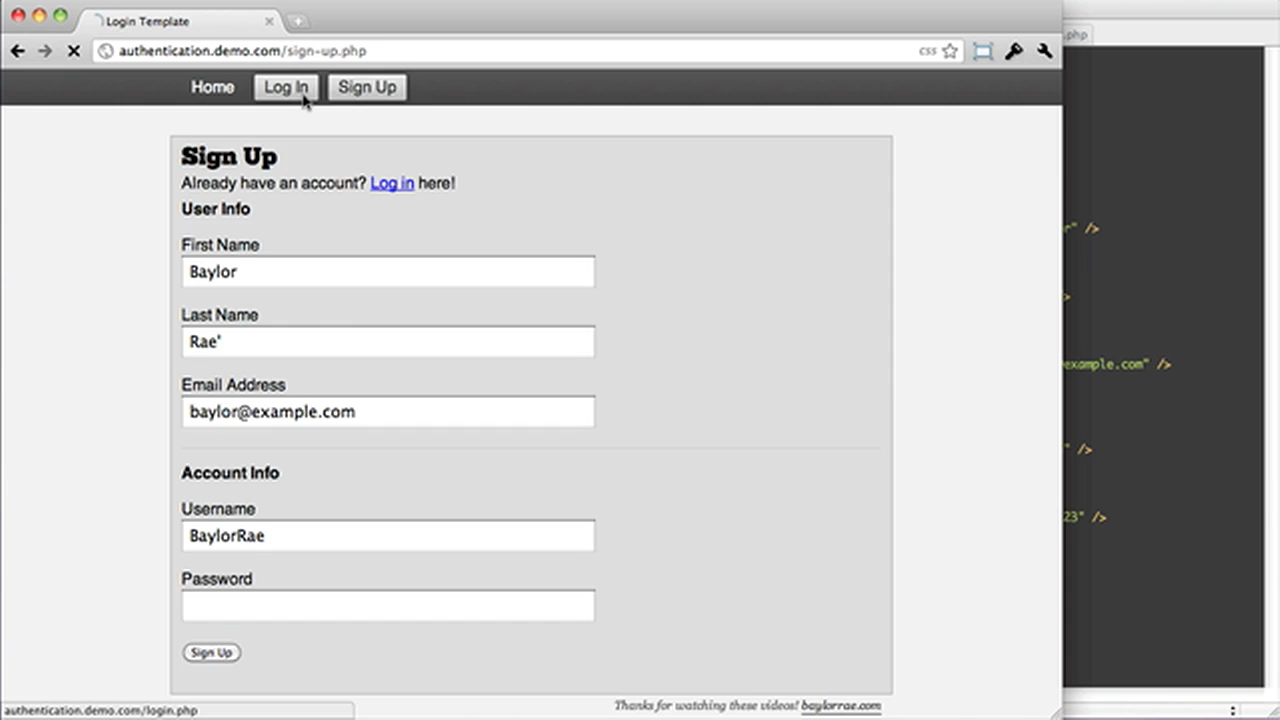 Login Template
.php
authentication.demo.com/sign-up.php
css
Home Log In Sign Up
Sign Up
Already have an account? Log in here!
User Info
First Name
Baylor
Last Name
Rae'
Email Address
baylor@example.com
Account Info
Username
BaylorRae
Password
Sign Up
Thanks for watching these videos! baylorrae.com
authentication.demo.com/login.php
r" />
>
example.com" />
" />
23" />